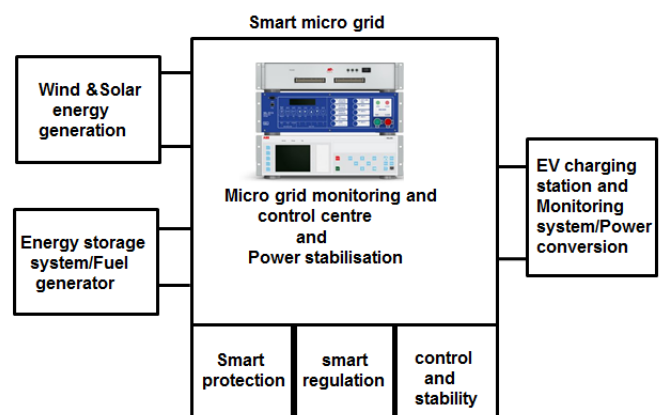 Smart micro grid
Wind &Solar
energy
generation
Micro grid monitoring and
control centre
and
Power stabilisation
Energy storage
system/Fuel
generator
EV charging
station and
Monitoring
system/Power
conversion
Smart
protection
smart
regulation
control
and
stability